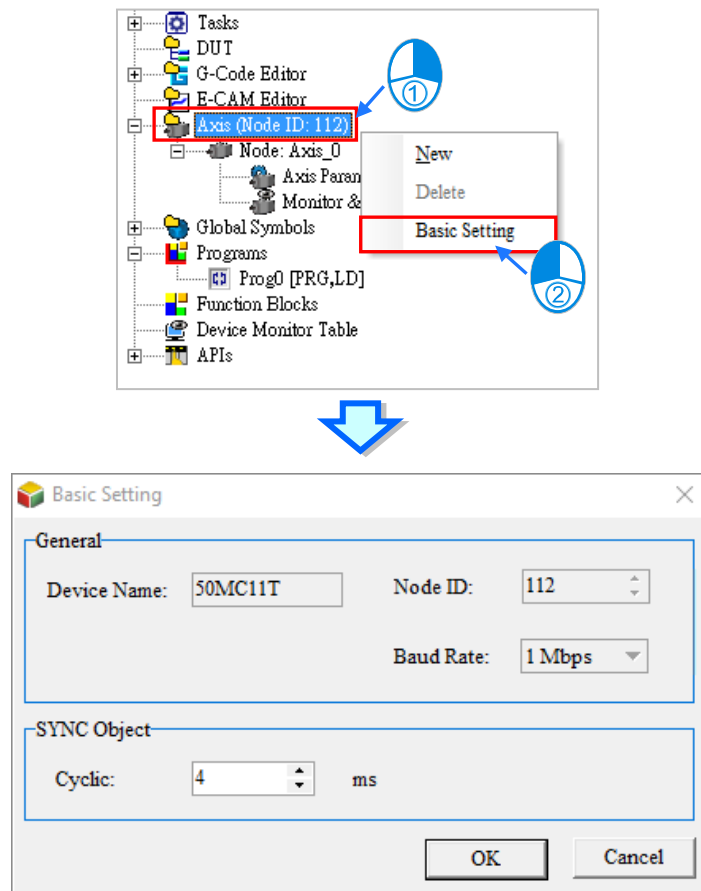 Tasks
DUT
G-Code Editor
E-CAM Editor
①
Axis (Node ID: 112)
Node: Axis_0
New
Axis Param
Delete
Monitor &
Global Symbols
Basic Setting
Programs
Prog0 [PRG,LD]
②
Function Blocks
Device Monitor Table
APIs
Basic Setting
General
Device Name: 50MC11T Node ID: 112
Baud Rate: 1 Mbps
SYNC Object
Cyclic: 4 ms
OK Cancel